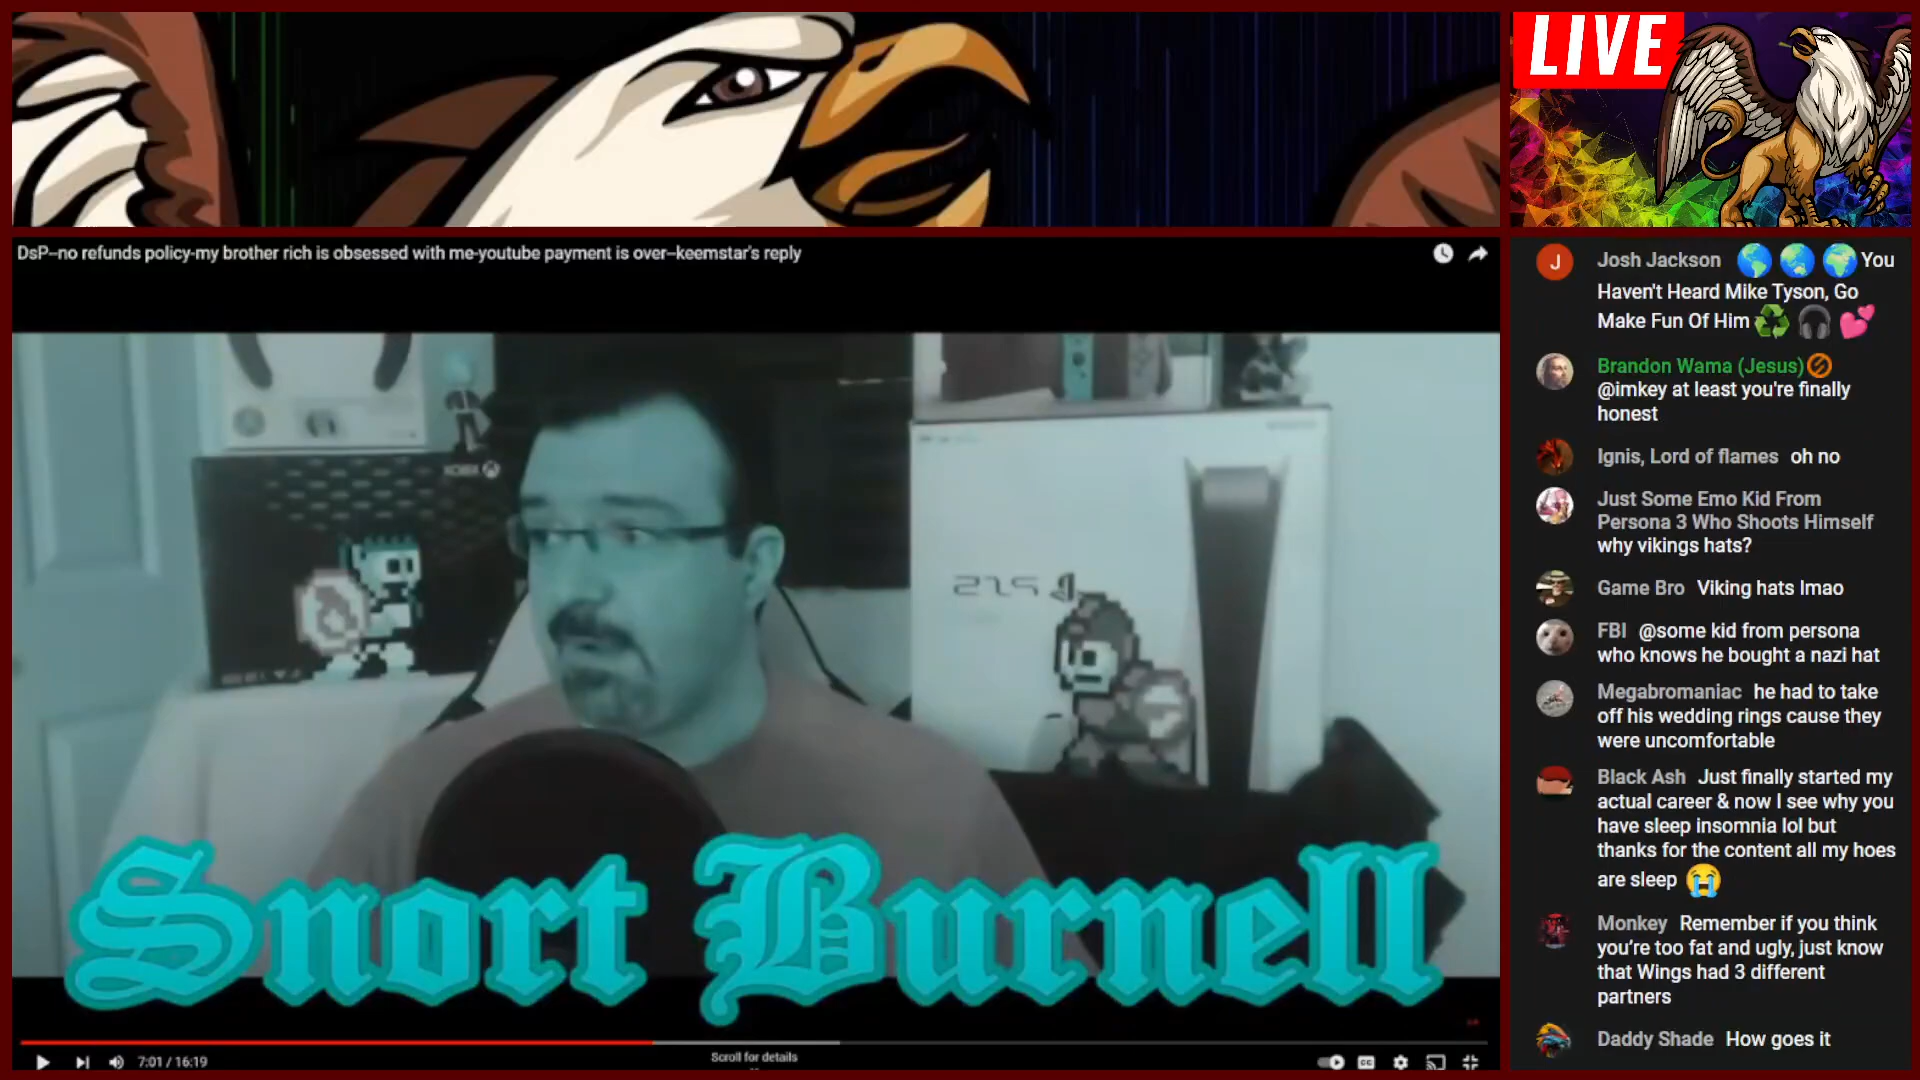 LIVE
DsP--no refunds policy-my brother rich is obsessed with me-youtube payment is over--keemstar's reply
XBOX
Snort Burnell
7:01 / 16:19
Scroll for details
CC
J
Josh Jackson 🌎 🌏 🌍 You
Haven't Heard Mike Tyson, Go
Make Fun Of Him ♻️ 🎧 💕
Brandon Wama (Jesus)
@imkey at least you're finally
honest
Ignis, Lord of flames oh no
Just Some Emo Kid From
Persona 3 Who Shoots Himself
why vikings hats?
Game Bro Viking hats lmao
FBI @some kid from persona
who knows he bought a nazi hat
Megabromaniac he had to take
off his wedding rings cause they
were uncomfortable
Black Ash Just finally started my
actual career & now I see why you
have sleep insomnia lol but
thanks for the content all my hoes
are sleep 😭
Monkey Remember if you think
you're too fat and ugly, just know
that Wings had 3 different
partners
Daddy Shade How goes it